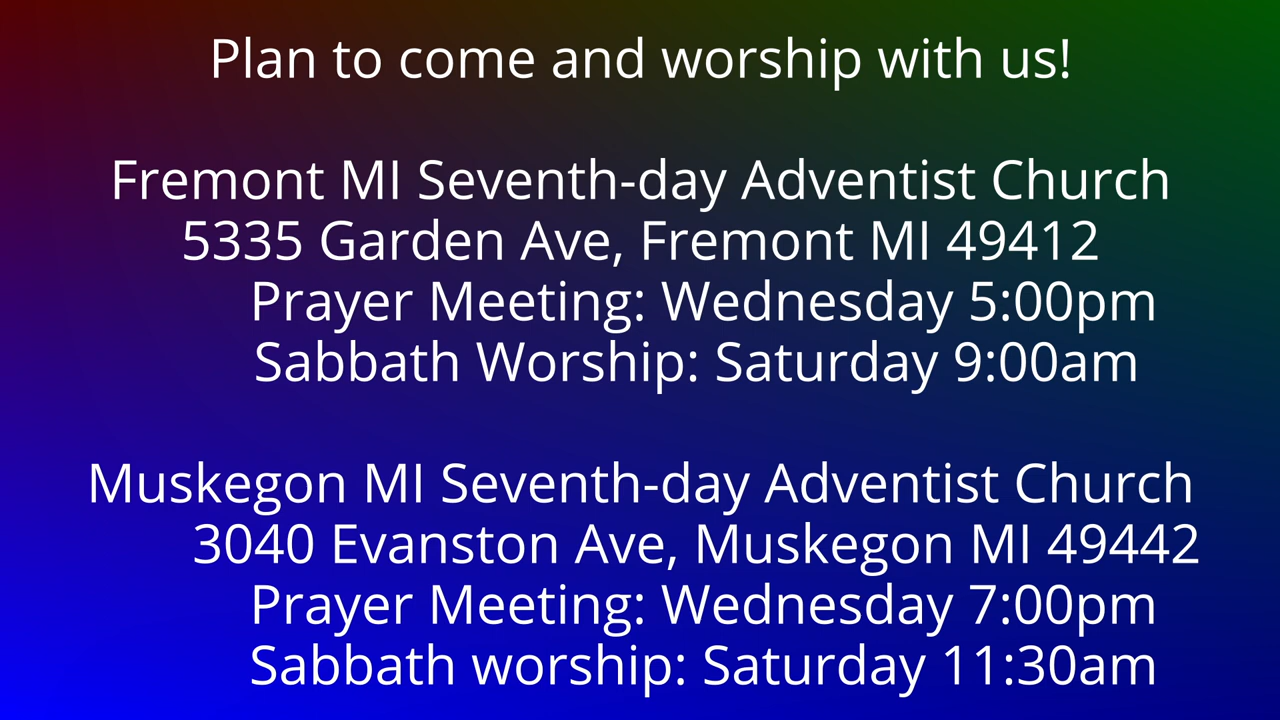 Plan to come and worship with us!
Fremont MI Seventh-day Adventist Church
5335 Garden Ave, Fremont MI 49412
Prayer Meeting: Wednesday 5:00pm
Sabbath Worship: Saturday 9:00am
Muskegon MI Seventh-day Adventist Church
3040 Evanston Ave, Muskegon MI 49442
Prayer Meeting: Wednesday 7:00pm
Sabbath worship: Saturday 11:30am